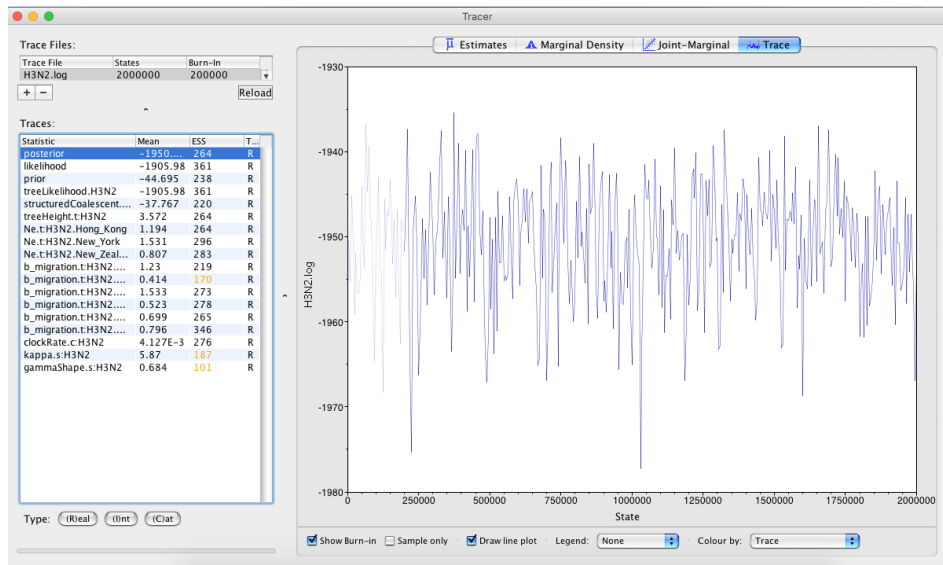 Tracer
Trace Files:
Trace File States Burn-In
H3N2.log 2000000 200000
+ − Reload
Traces:
Statistic Mean ESS T...
posterior -1950.... 264 R
likelihood -1905.98 361 R
prior -44.695 238 R
treeLikelihood.H3N2 -1905.98 361 R
structuredCoalescent.... -37.767 220 R
treeHeight.t:H3N2 3.572 264 R
Ne.t:H3N2.Hong_Kong 1.194 264 R
Ne.t:H3N2.New_York 1.531 296 R
Ne.t:H3N2.New_Zeal... 0.807 283 R
b_migration.t:H3N2.... 1.23 219 R
b_migration.t:H3N2.... 0.414 170 R
b_migration.t:H3N2.... 1.533 273 R
b_migration.t:H3N2.... 0.523 278 R
b_migration.t:H3N2.... 0.699 265 R
b_migration.t:H3N2.... 0.796 346 R
clockRate.c:H3N2 4.127E-3 276 R
kappa.s:H3N2 5.87 187 R
gammaShape.s:H3N2 0.684 101 R
Type: (R)eal (I)nt (C)at
μ Estimates Marginal Density Joint-Marginal Trace
-1930
-1940
-1950
-1960
-1970
-1980
H3N2.log
0 250000 500000 750000 1000000 1250000 1500000 1750000 2000000
State
Show Burn-in Sample only Draw line plot Legend: None Colour by: Trace